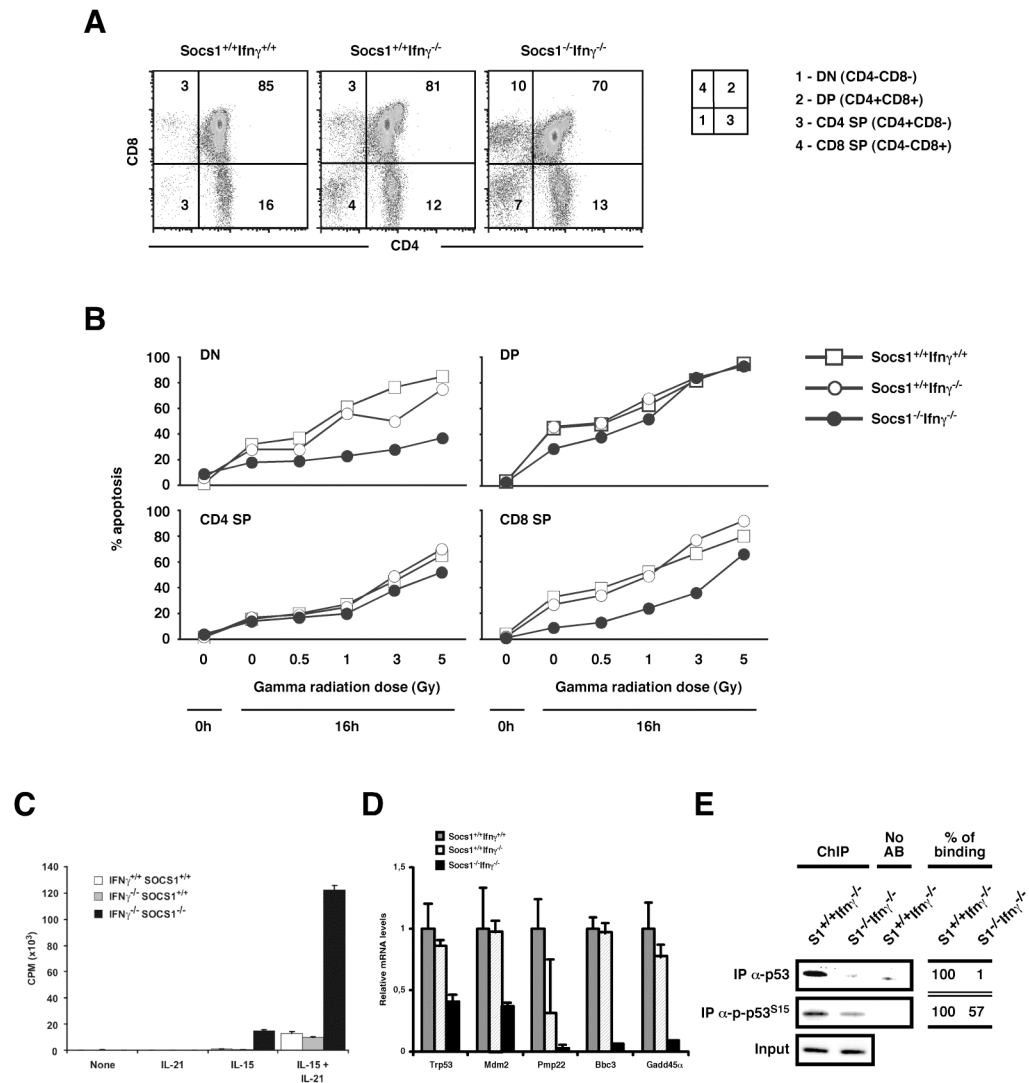 A
Socs1+/+Ifnγ+/+ Socs1+/+Ifnγ-/- Socs1-/-Ifnγ-/-
3 85 3 81 10 70
3 16 4 12 7 13
CD8
CD4
4 2
1 3
1 - DN (CD4-CD8-)
2 - DP (CD4+CD8+)
3 - CD4 SP (CD4+CD8-)
4 - CD8 SP (CD4-CD8+)
B
DN DP
CD4 SP CD8 SP
100
80
60
40
20
0
100
80
60
40
20
0
% apoptosis
0 0 0.5 1 3 5 0 0 0.5 1 3 5
Gamma radiation dose (Gy) Gamma radiation dose (Gy)
0h 16h 0h 16h
Socs1+/+Ifnγ+/+
Socs1+/+Ifnγ-/-
Socs1-/-Ifnγ-/-
C
IFNγ+/+ SOCS1+/+
IFNγ-/- SOCS1+/+
IFNγ-/- SOCS1-/-
CPM (x10³)
140
120
100
80
60
40
20
0
None IL-21 IL-15 IL-15 +
IL-21
D
Socs1+/+Ifnγ+/+
Socs1+/+Ifnγ-/-
Socs1-/-Ifnγ-/-
Relative mRNA levels
1,5
1
0,5
0
Trp53 Mdm2 Pmp22 Bbc3 Gadd45α
E
ChIP No
AB % of
binding
S1+/+Ifnγ-/- S1-/-Ifnγ-/- S1+/+Ifnγ-/- S1+/+Ifnγ-/- S1-/-Ifnγ-/-
IP α-p53 100 1
IP α-p-p53S15 100 57
Input